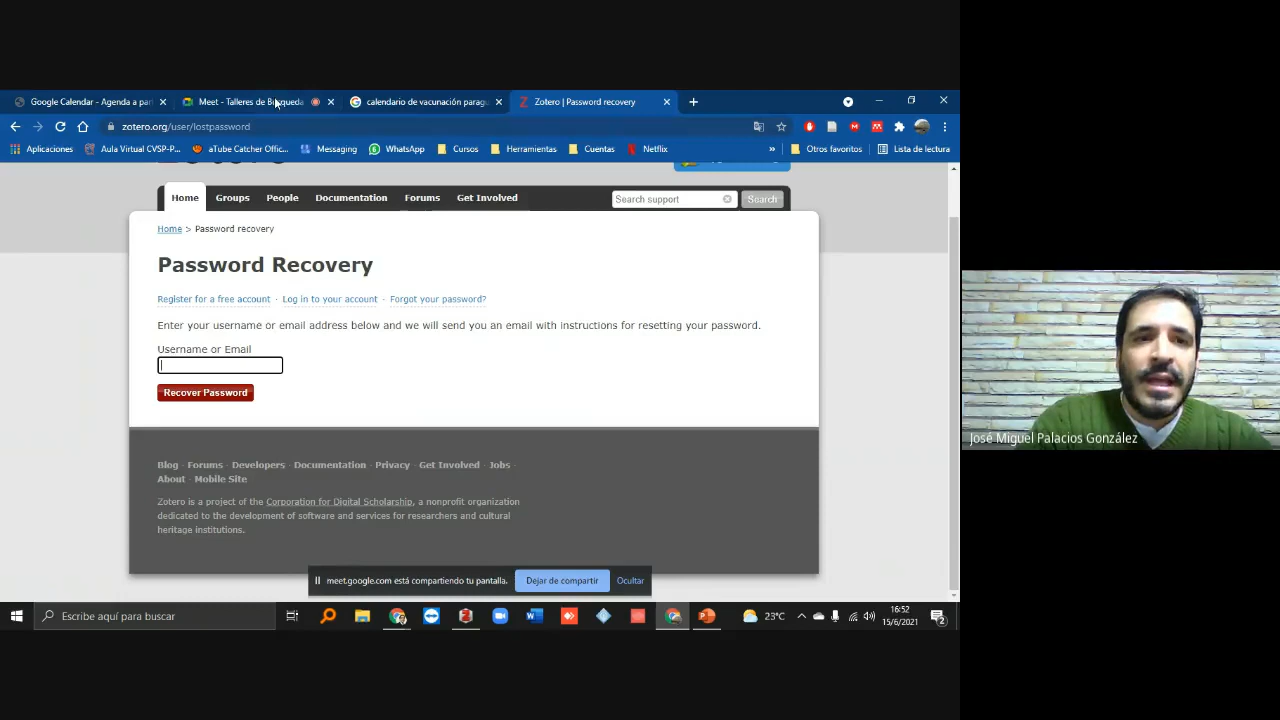 Google Calendar - Agenda a part
Meet - Talleres de Búsqueda
calendario de vacunación paragu
Zotero | Password recovery
zotero.org/user/lostpassword
Aplicaciones
Aula Virtual CVSP-P...
aTube Catcher Offic...
Messaging
WhatsApp
Cursos
Herramientas
Cuentas
Netflix
»
Otros favoritos
Lista de lectura
Home
Groups
People
Documentation
Forums
Get Involved
Search support
Search
Home > Password recovery
Password Recovery
Register for a free account · Log in to your account · Forgot your password?
Enter your username or email address below and we will send you an email with instructions for resetting your password.
Username or Email
Recover Password
Blog · Forums · Developers · Documentation · Privacy · Get Involved · Jobs ·
About · Mobile Site
Zotero is a project of the Corporation for Digital Scholarship, a nonprofit organization
dedicated to the development of software and services for researchers and cultural
heritage institutions.
meet.google.com está compartiendo tu pantalla.
Dejar de compartir
Ocultar
José Miguel Palacios González
Escribe aquí para buscar
23°C
16:52
15/6/2021
2